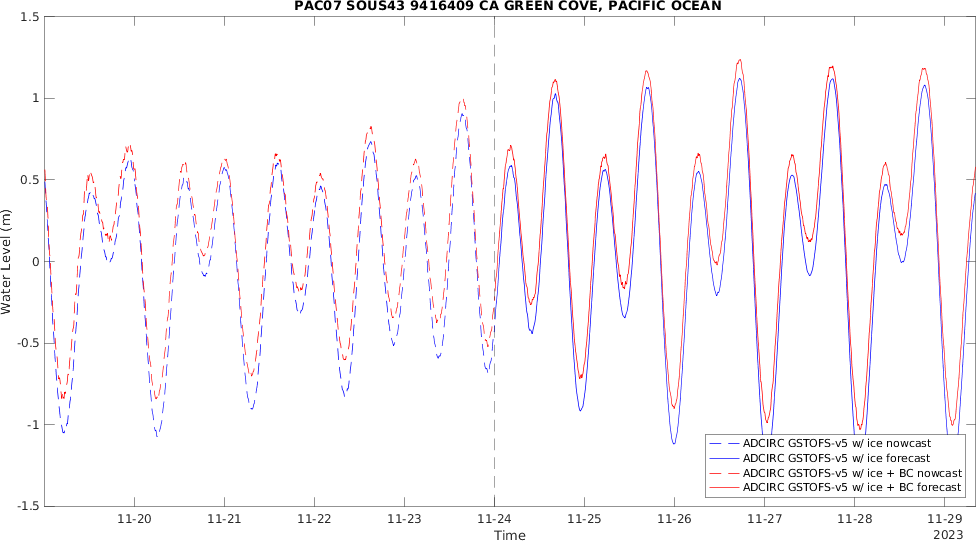 PAC07 SOUS43 9416409 CA GREEN COVE, PACIFIC OCEAN
1.5
1
0.5
0
-0.5
-1
-1.5
Water Level (m)
ADCIRC GSTOFS-v5 w/ ice nowcast
ADCIRC GSTOFS-v5 w/ ice forecast
ADCIRC GSTOFS-v5 w/ ice + BC nowcast
ADCIRC GSTOFS-v5 w/ ice + BC forecast
11-20 11-21 11-22 11-23 11-24 11-25 11-26 11-27 11-28 11-29
2023
Time